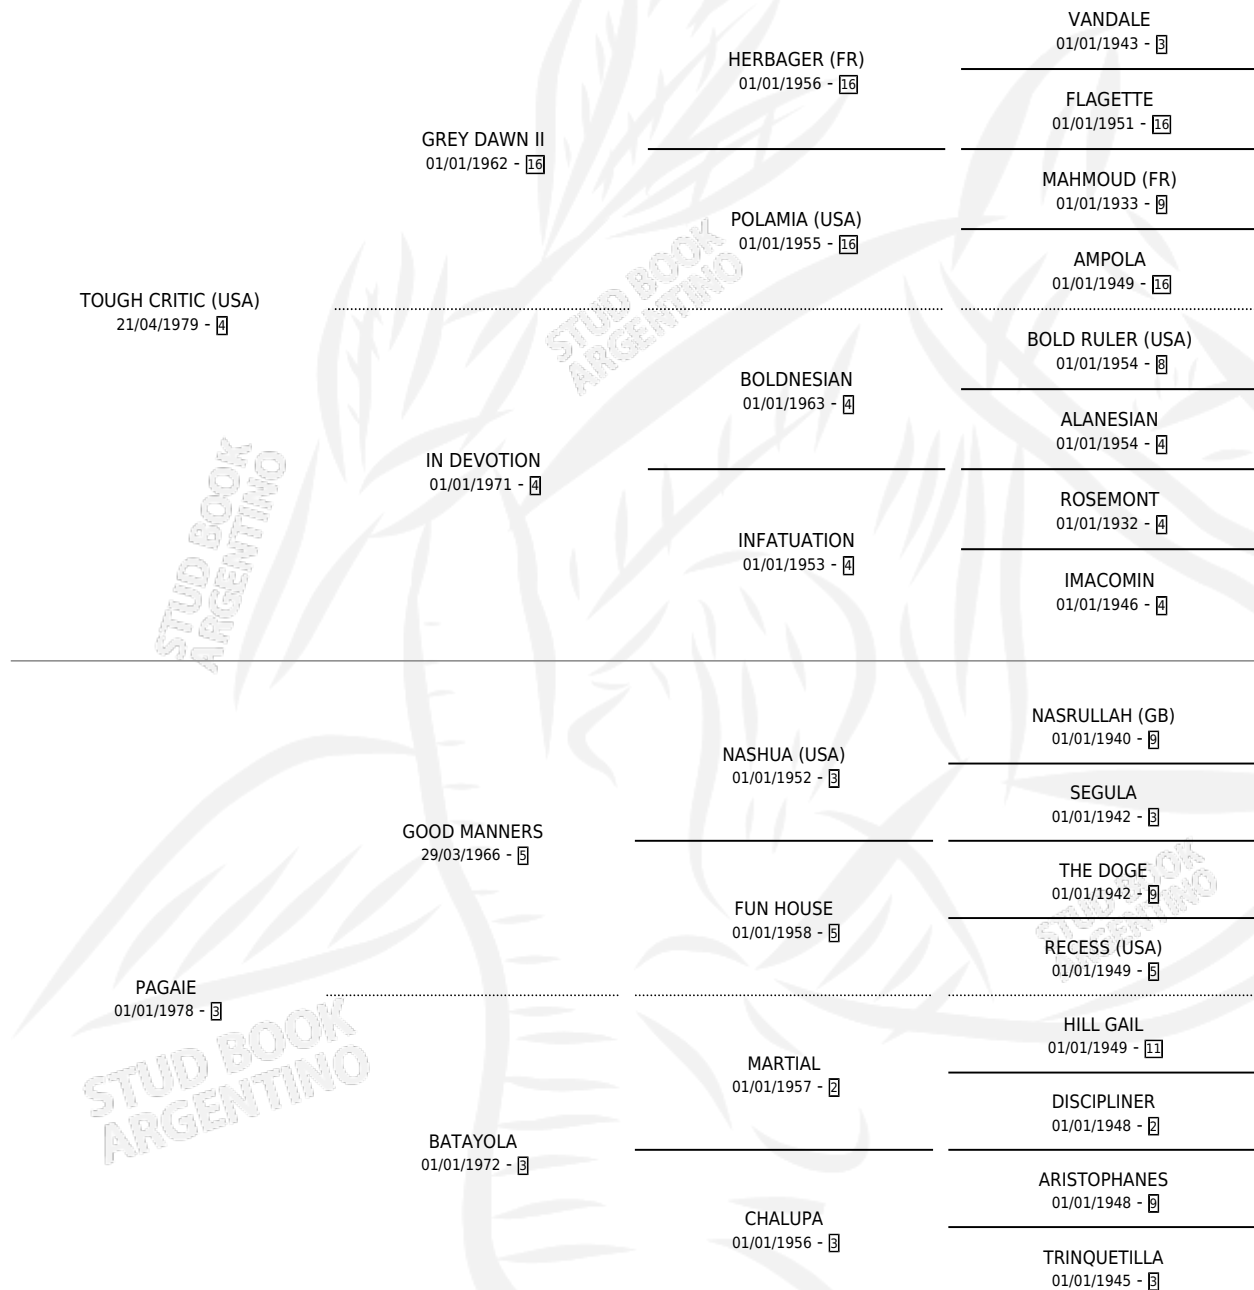 VANDALE
01/01/1943 - 3
HERBAGER (FR)
01/01/1956 - 16
FLAGETTE
01/01/1951 - 16
GREY DAWN II
01/01/1962 - 16
MAHMOUD (FR)
01/01/1933 - 9
POLAMIA (USA)
01/01/1955 - 16
AMPOLA
01/01/1949 - 16
TOUGH CRITIC (USA)
21/04/1979 - 4
STUD BOOK
ARGENTINO
BOLD RULER (USA)
01/01/1954 - 8
BOLDNESIAN
01/01/1963 - 4
ALANESIAN
01/01/1954 - 4
IN DEVOTION
01/01/1971 - 4
ROSEMONT
01/01/1932 - 4
INFATUATION
01/01/1953 - 4
IMACOMIN
01/01/1946 - 4
STUD BOOK
ARGENTINO
NASRULLAH (GB)
01/01/1940 - 9
NASHUA (USA)
01/01/1952 - 3
SEGULA
01/01/1942 - 3
GOOD MANNERS
29/03/1966 - 5
THE DOGE
01/01/1942 - 9
FUN HOUSE
01/01/1958 - 5
RECESS (USA)
01/01/1949 - 5
STUD BOOK
ARGENTINO
PAGAIE
01/01/1978 - 3
HILL GAIL
01/01/1949 - 11
MARTIAL
01/01/1957 - 2
DISCIPLINER
01/01/1948 - 2
STUD BOOK
ARGENTINO
BATAYOLA
01/01/1972 - 3
ARISTOPHANES
01/01/1948 - 9
CHALUPA
01/01/1956 - 3
TRINQUETILLA
01/01/1945 - 3